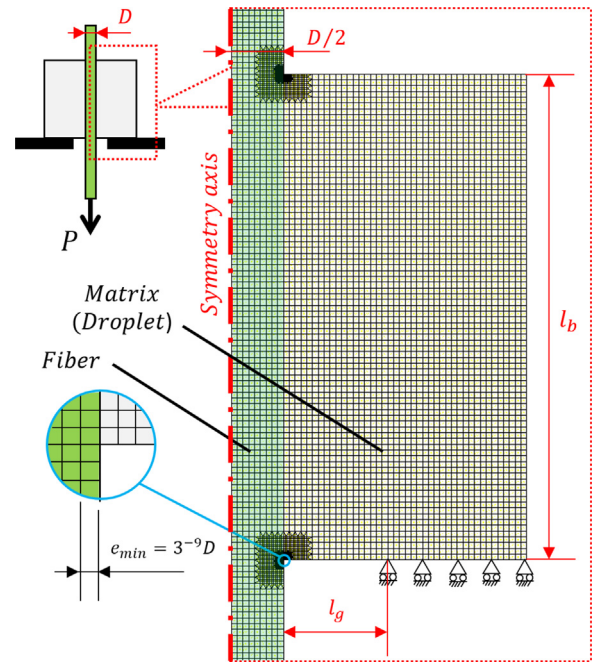 D
D/2
P
Symmetry axis
Matrix
(Droplet)
Fiber
l_b
e_min = 3^-9 D
l_g